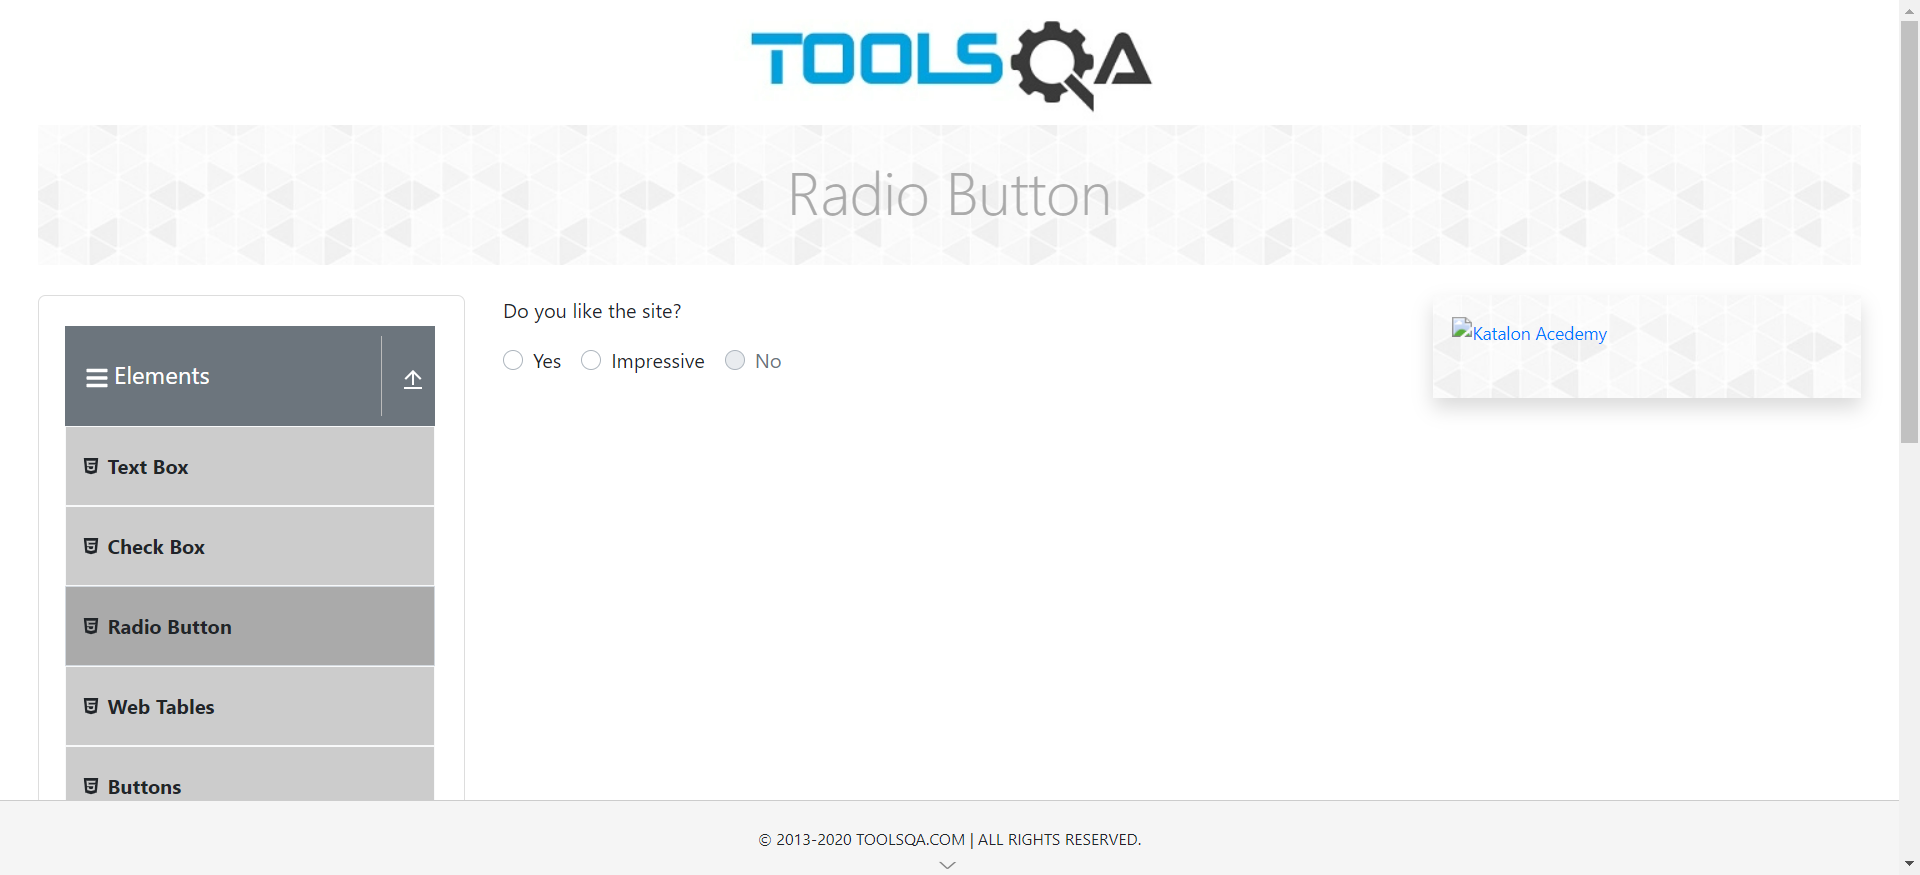 TOOLSQA
Radio Button
Elements
Text Box
Check Box
Radio Button
Web Tables
Buttons
Do you like the site?
Yes Impressive No
Katalon Acedemy
© 2013-2020 TOOLSQA.COM | ALL RIGHTS RESERVED.